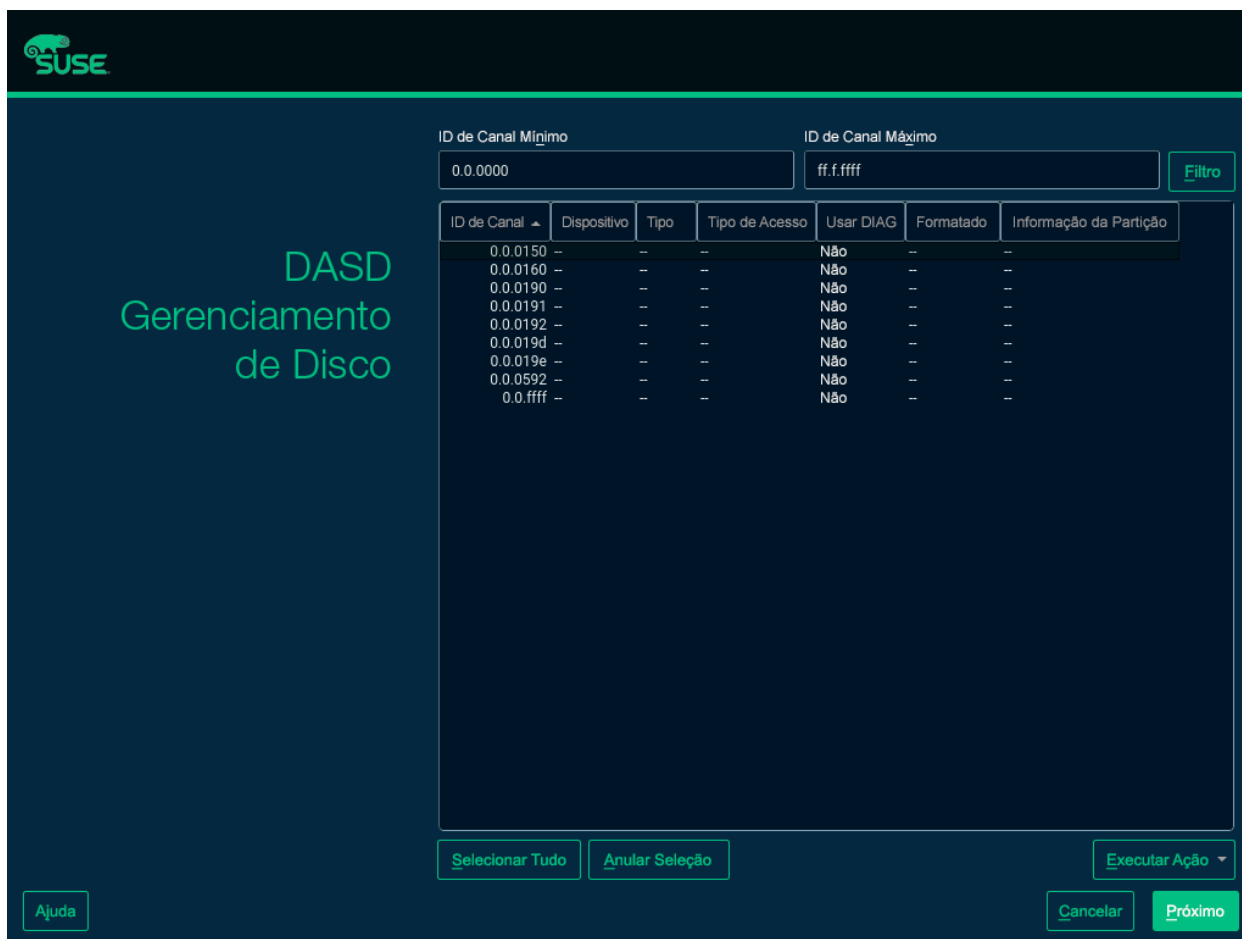 SUSE
ID de Canal Mínimo ID de Canal Máximo
0.0.0000 ff.f.ffff Filtro
ID de Canal Dispositivo Tipo Tipo de Acesso Usar DIAG Formatado Informação da Partição
0.0.0150 -- -- -- Não -- --
0.0.0160 -- -- -- Não -- --
0.0.0190 -- -- -- Não -- --
0.0.0191 -- -- -- Não -- --
0.0.0192 -- -- -- Não -- --
0.0.019d -- -- -- Não -- --
0.0.019e -- -- -- Não -- --
0.0.0592 -- -- -- Não -- --
0.0.ffff -- -- -- Não -- --
DASD
Gerenciamento
de Disco
Selecionar Tudo Anular Seleção Executar Ação
Ajuda Cancelar Próximo